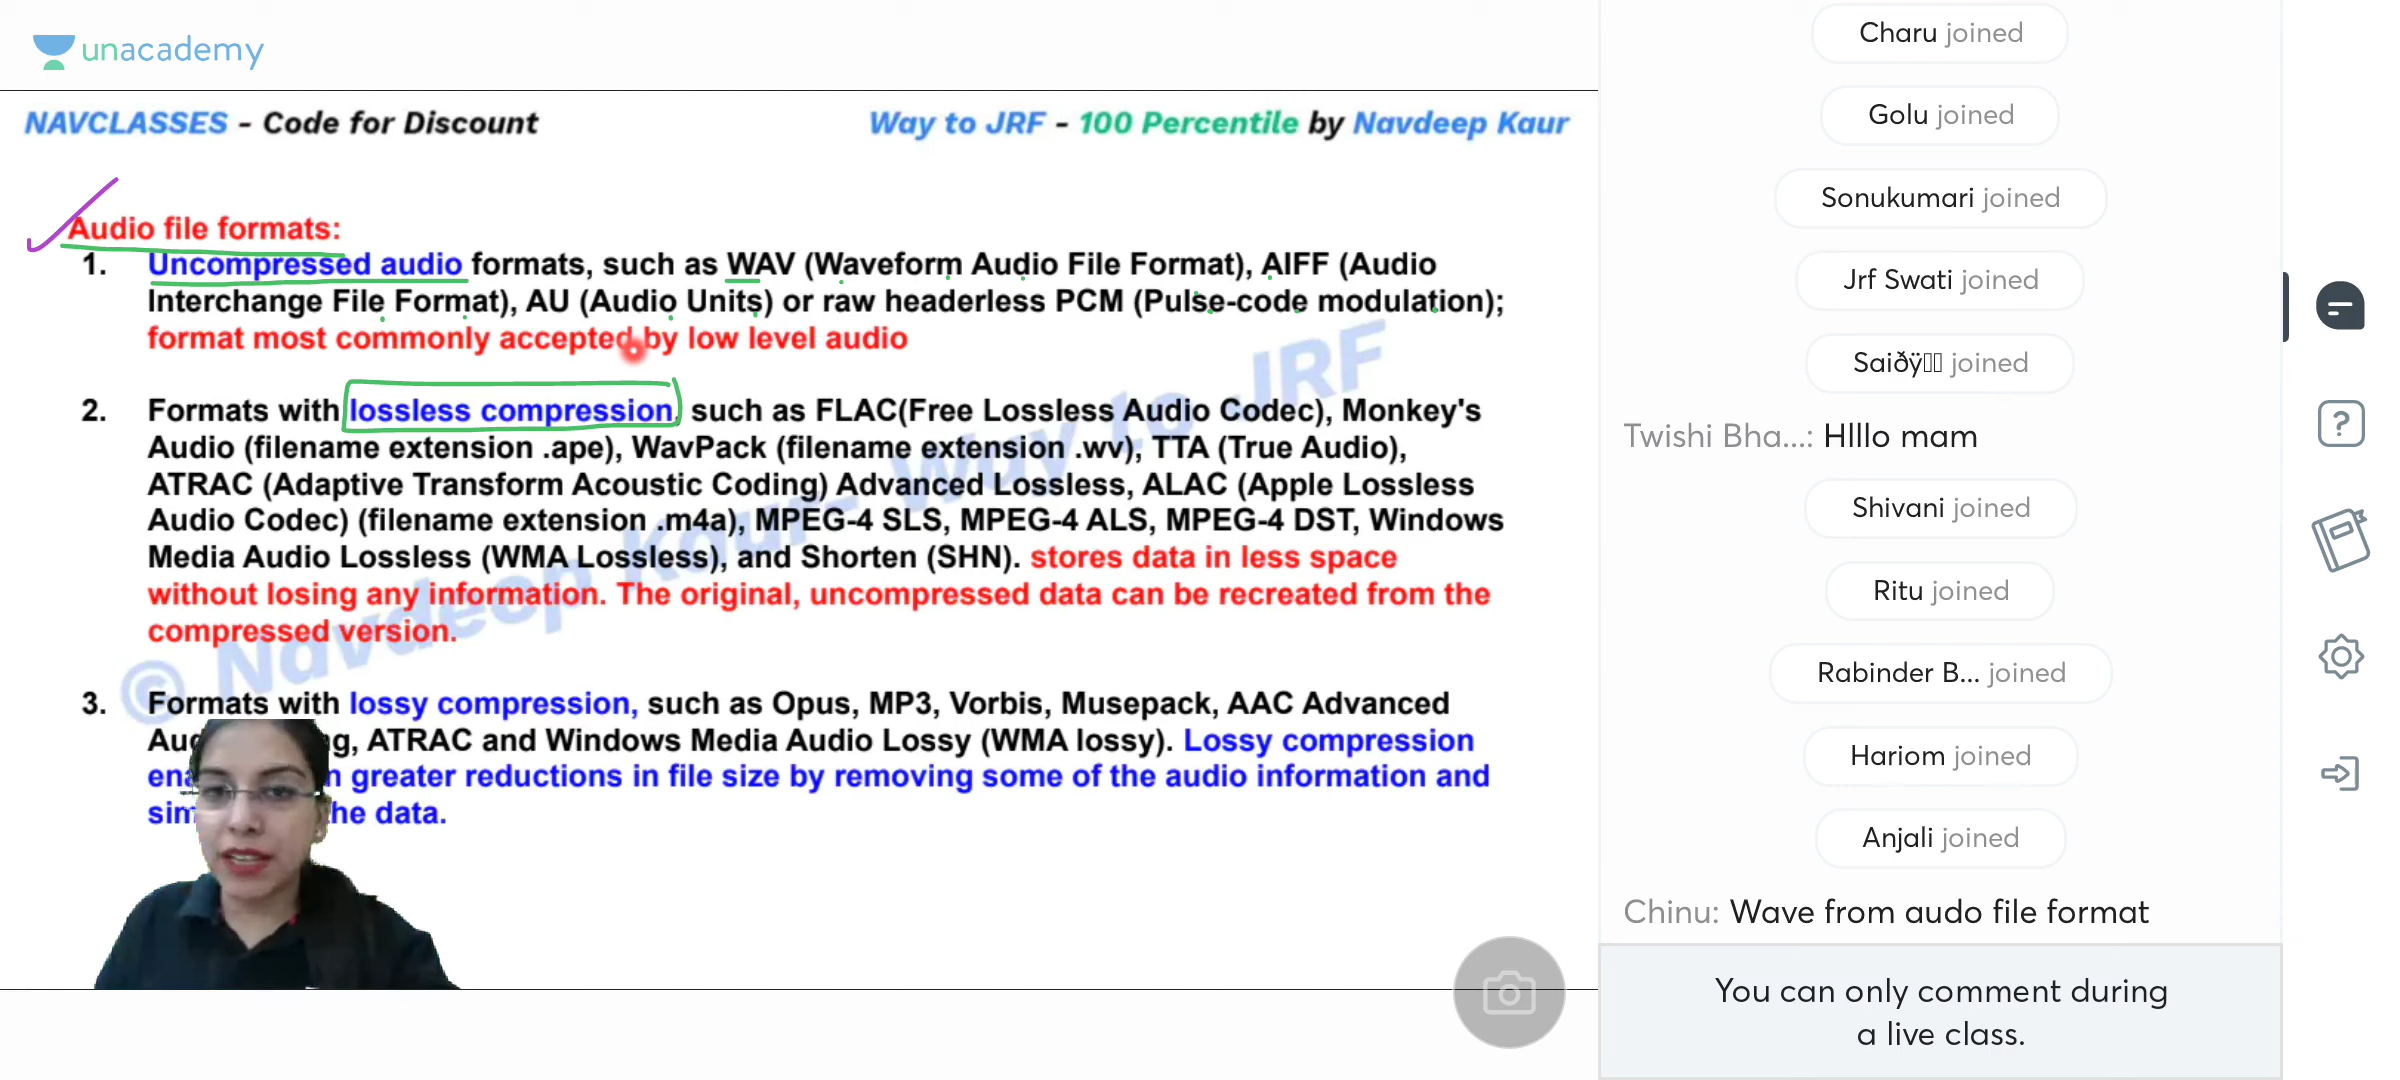 unacademy
NAVCLASSES - Code for Discount
Way to JRF - 100 Percentile by Navdeep Kaur
Audio file formats:
1. Uncompressed audio formats, such as WAV (Waveform Audio File Format), AIFF (Audio
Interchange File Format), AU (Audio Units) or raw headerless PCM (Pulse-code modulation);
format most commonly accepted by low level audio
2. Formats with lossless compression, such as FLAC(Free Lossless Audio Codec), Monkey's
Audio (filename extension .ape), WavPack (filename extension .wv), TTA (True Audio),
ATRAC (Adaptive Transform Acoustic Coding) Advanced Lossless, ALAC (Apple Lossless
Audio Codec) (filename extension .m4a), MPEG-4 SLS, MPEG-4 ALS, MPEG-4 DST, Windows
Media Audio Lossless (WMA Lossless), and Shorten (SHN). stores data in less space
without losing any information. The original, uncompressed data can be recreated from the
compressed version.
3. Formats with lossy compression, such as Opus, MP3, Vorbis, Musepack, AAC Advanced
ATRAC and Windows Media Audio Lossy (WMA lossy). Lossy compression
greater reductions in file size by removing some of the audio information and
the data.
© Navdeep Kaur- Way to JRF
Charu joined
Golu joined
Sonukumari joined
Jrf Swati joined
Saiðÿ joined
Twishi Bha...: HIllo mam
Shivani joined
Ritu joined
Rabinder B... joined
Hariom joined
Anjali joined
Chinu: Wave from audo file format
You can only comment during
a live class.